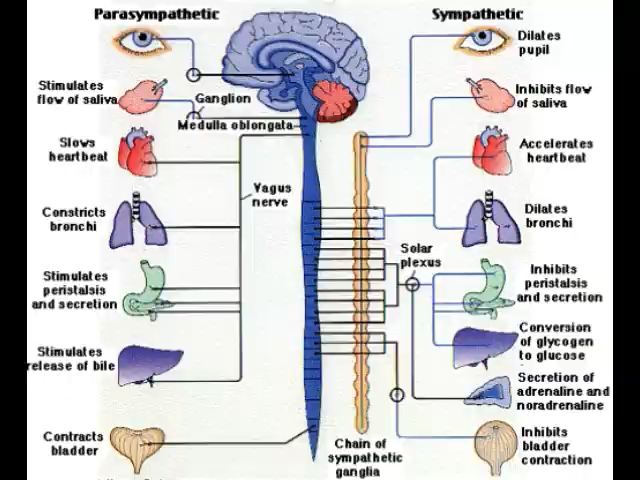 Parasympathetic
Sympathetic
Dilates
pupil
Stimulates
flow of saliva
Ganglion
Medulla oblongata
Inhibits flow
of saliva
Slows
heartbeat
Accelerates
heartbeat
Vagus
nerve
Constricts
bronchi
Dilates
bronchi
Solar
plexus
Stimulates
peristalsis
and secretion
Inhibits
peristalsis
and secretion
Conversion
of glycogen
to glucose
Stimulates
release of bile
Secretion of
adrenaline and
noradrenaline
Contracts
bladder
Chain of
sympathetic
ganglia
Inhibits
bladder
contraction